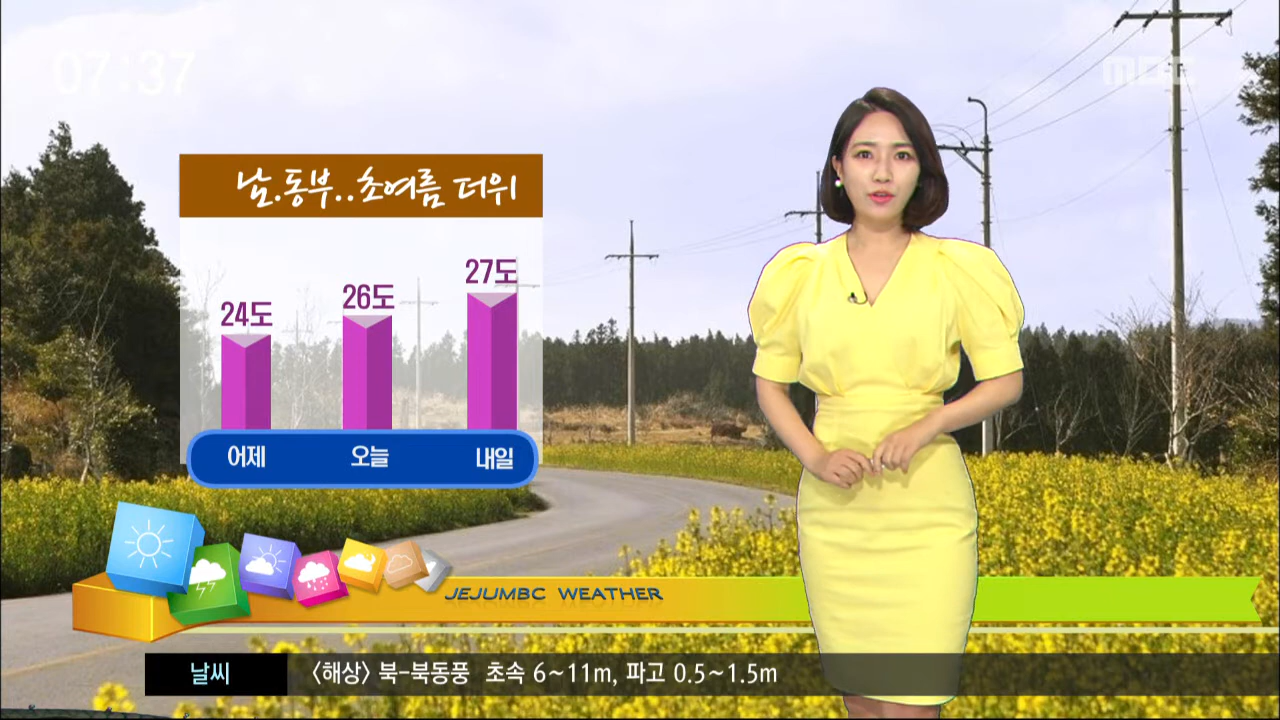 07:37
mBC
남.동부..초여름 더위
24도
26도
27도
어제
오늘
내일
JEJUMBC WEATHER
날씨
〈해상〉 북-북동풍 초속 6~11m, 파고 0.5~1.5m